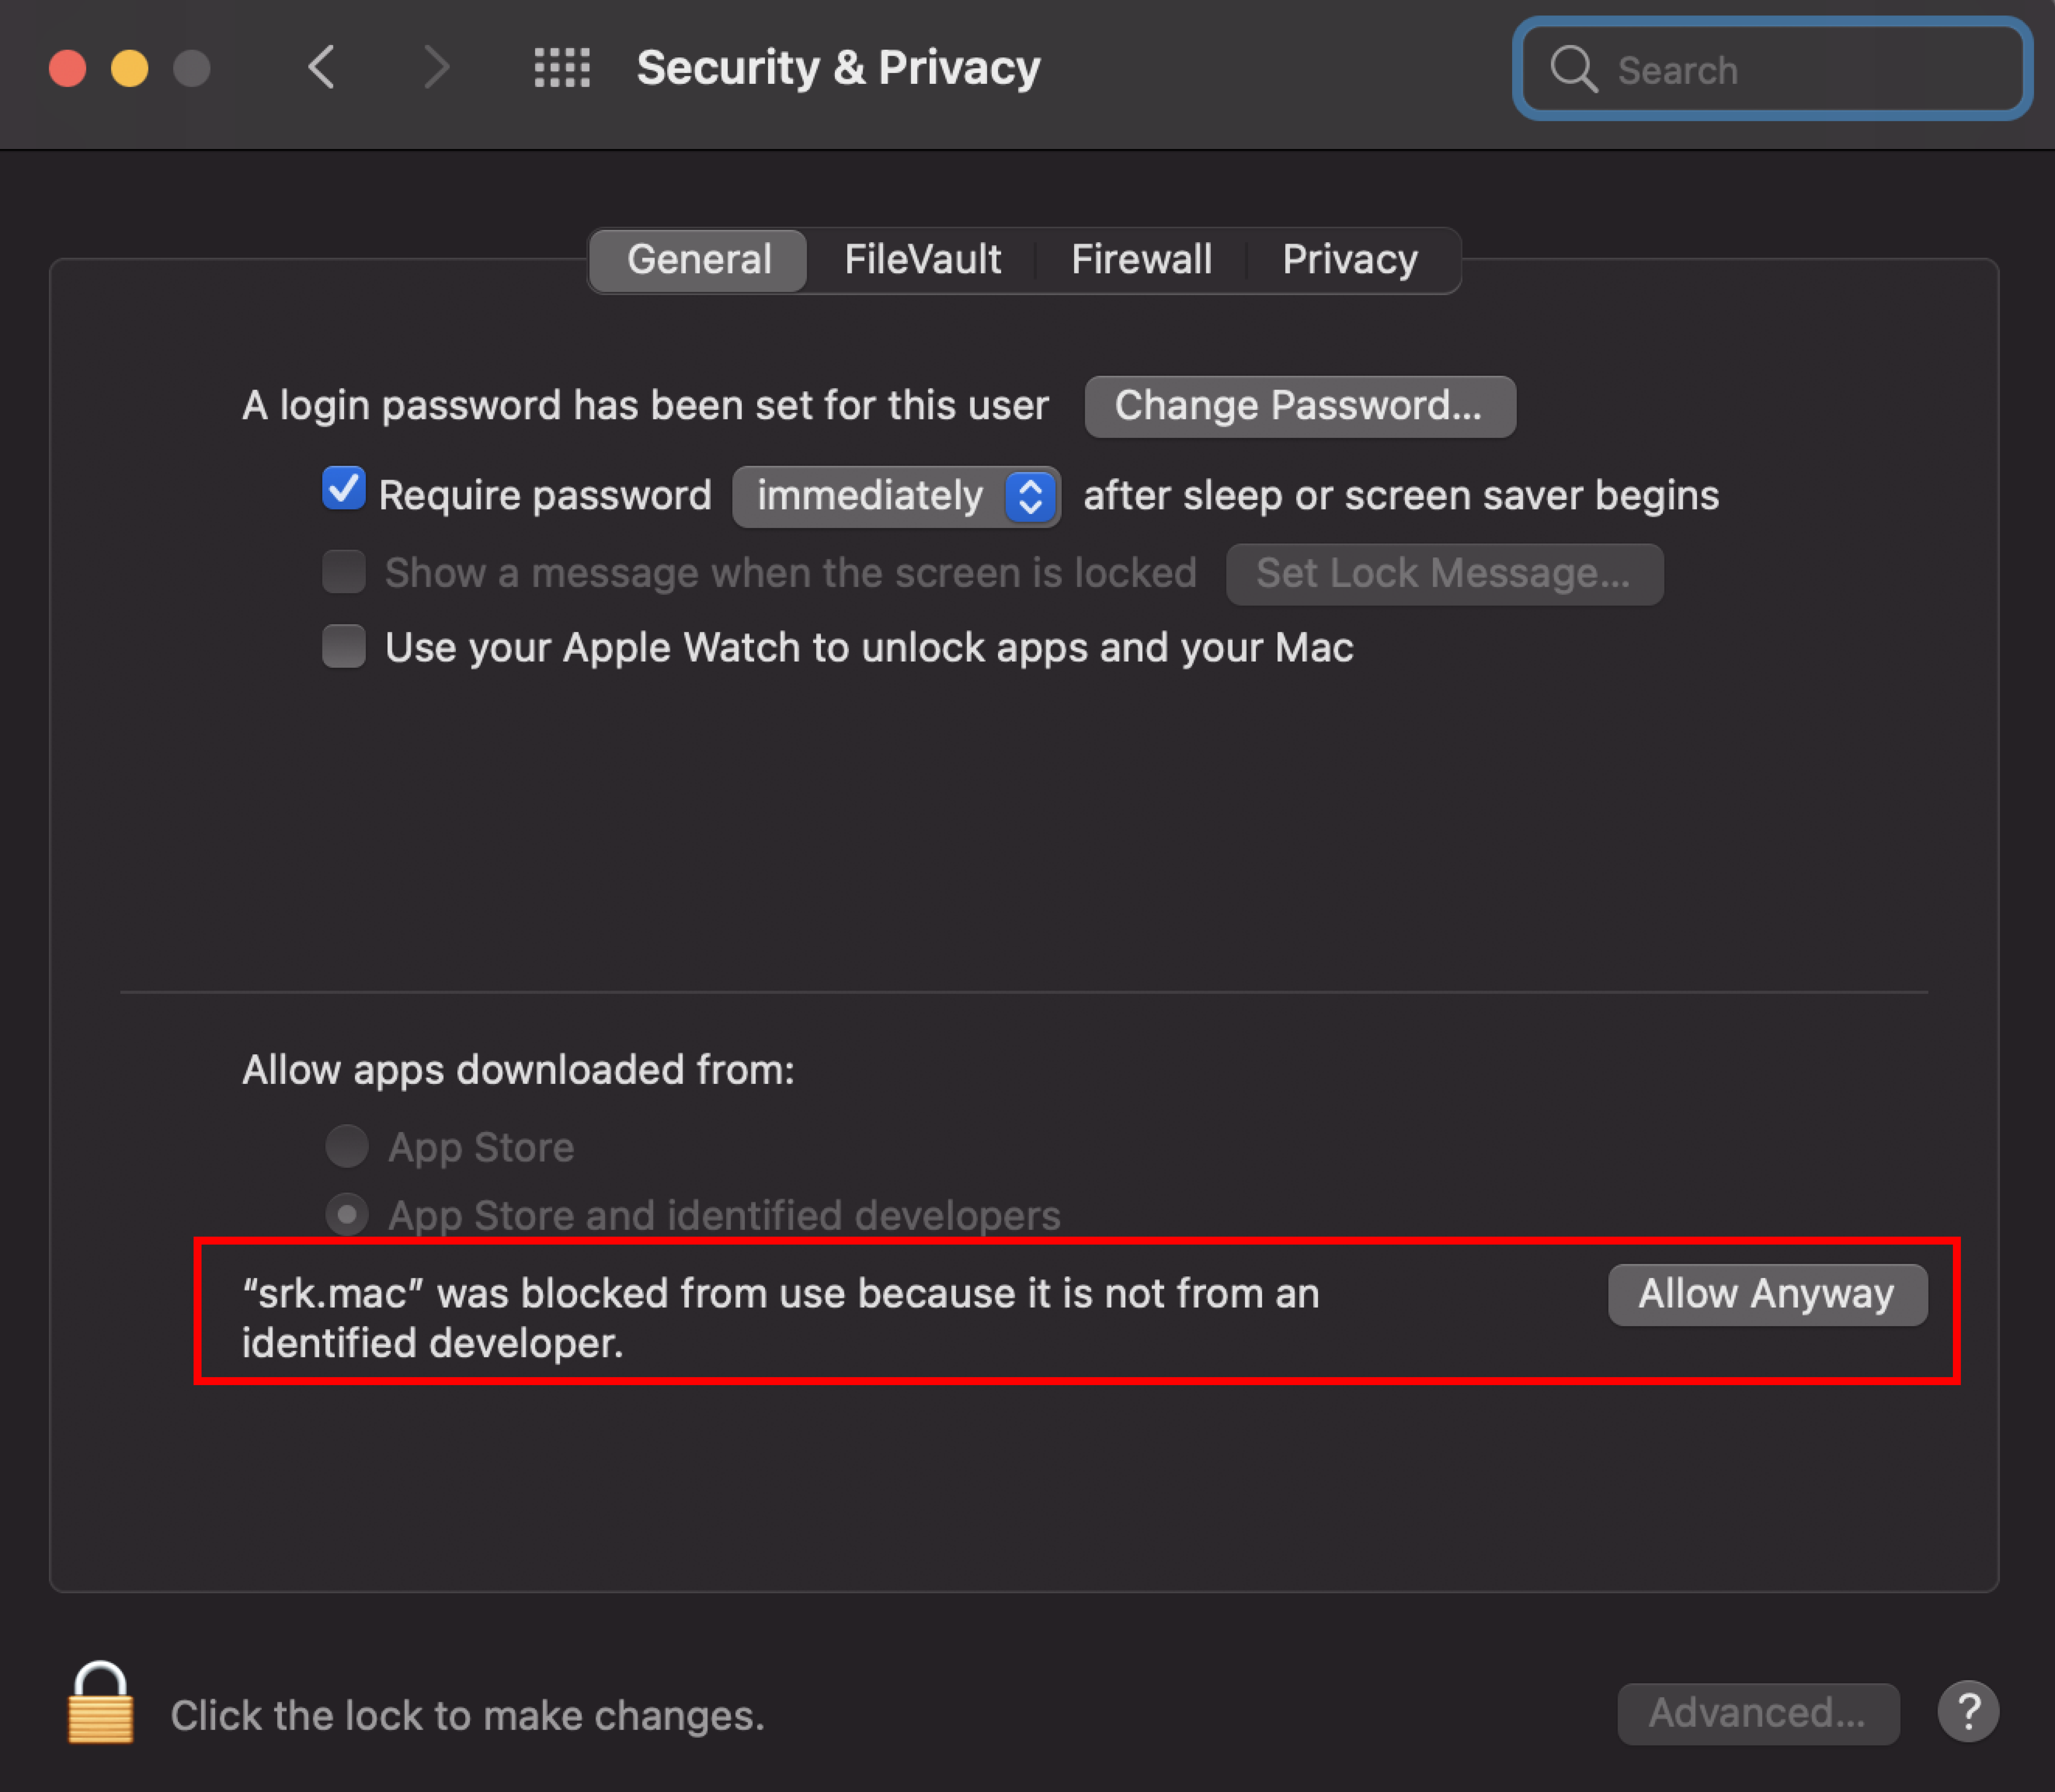 Security & Privacy
Search
General FileVault Firewall Privacy
A login password has been set for this user Change Password...
Require password immediately after sleep or screen saver begins
Show a message when the screen is locked Set Lock Message...
Use your Apple Watch to unlock apps and your Mac
Allow apps downloaded from:
App Store
App Store and identified developers
“srk.mac” was blocked from use because it is not from an Allow Anyway
identified developer.
Click the lock to make changes. Advanced... ?